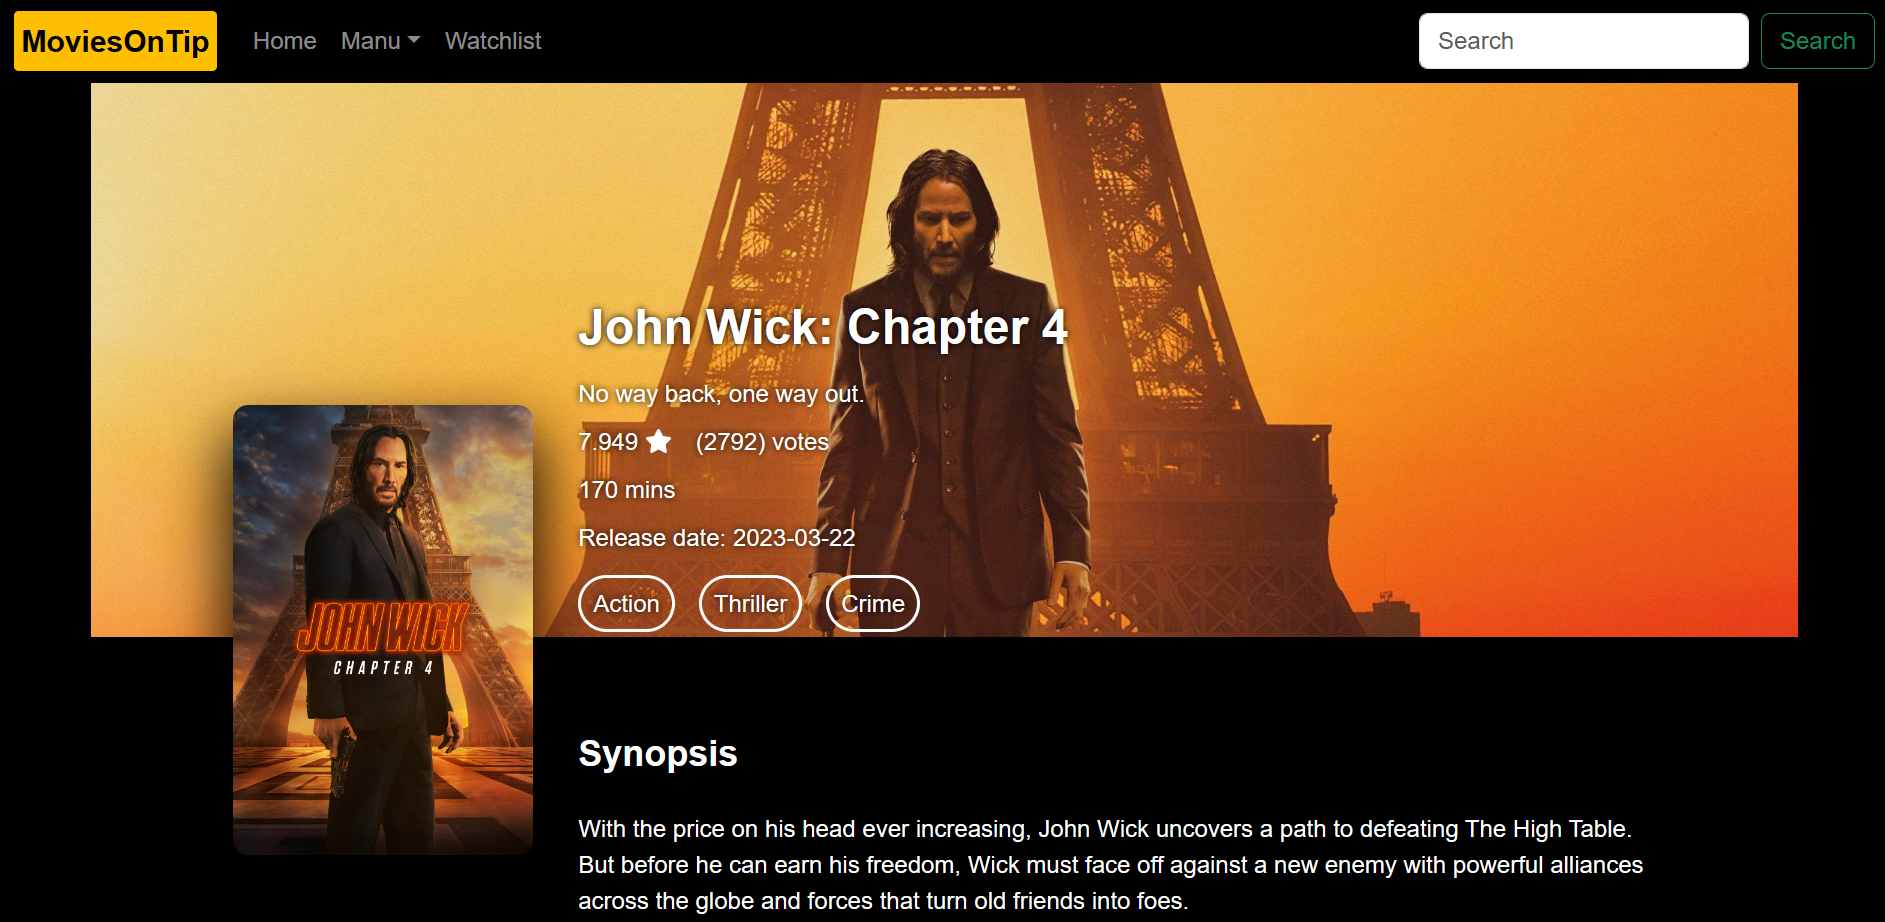 MoviesOnTip
Home
Manu
Watchlist
Search
Search
John Wick: Chapter 4
No way back, one way out.
7.949 (2792) votes
170 mins
Release date: 2023-03-22
Action
Thriller
Crime
JOHN WICK
CHAPTER 4
Synopsis
With the price on his head ever increasing, John Wick uncovers a path to defeating The High Table.
But before he can earn his freedom, Wick must face off against a new enemy with powerful alliances
across the globe and forces that turn old friends into foes.